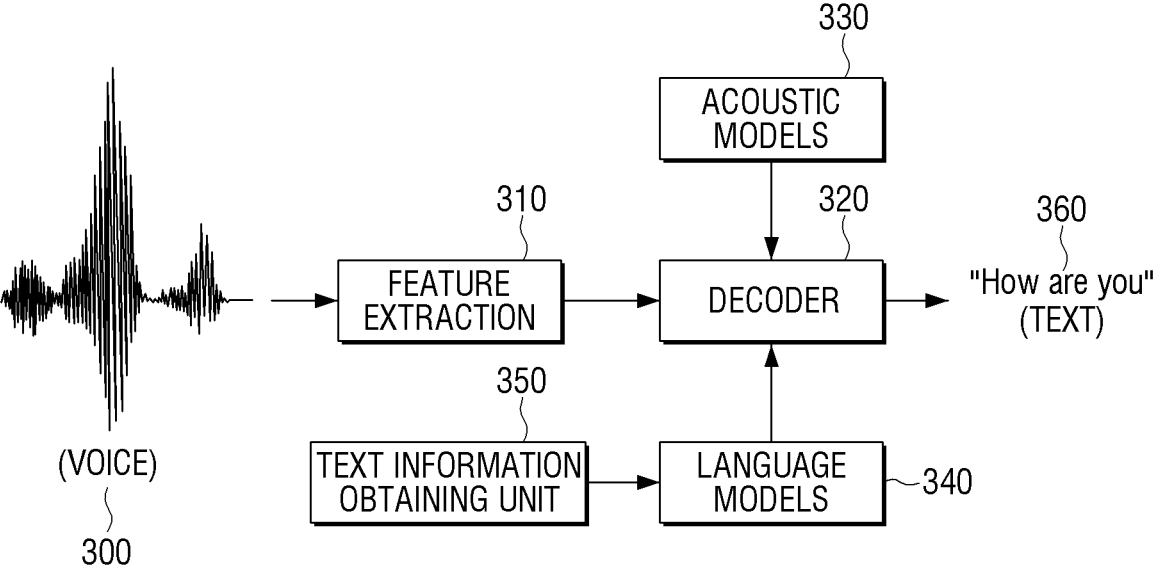 330
ACOUSTIC
MODELS
310
320
360
FEATURE
EXTRACTION
DECODER
"How are you"
(TEXT)
350
(VOICE)
TEXT INFORMATION
OBTAINING UNIT
LANGUAGE
MODELS
340
300